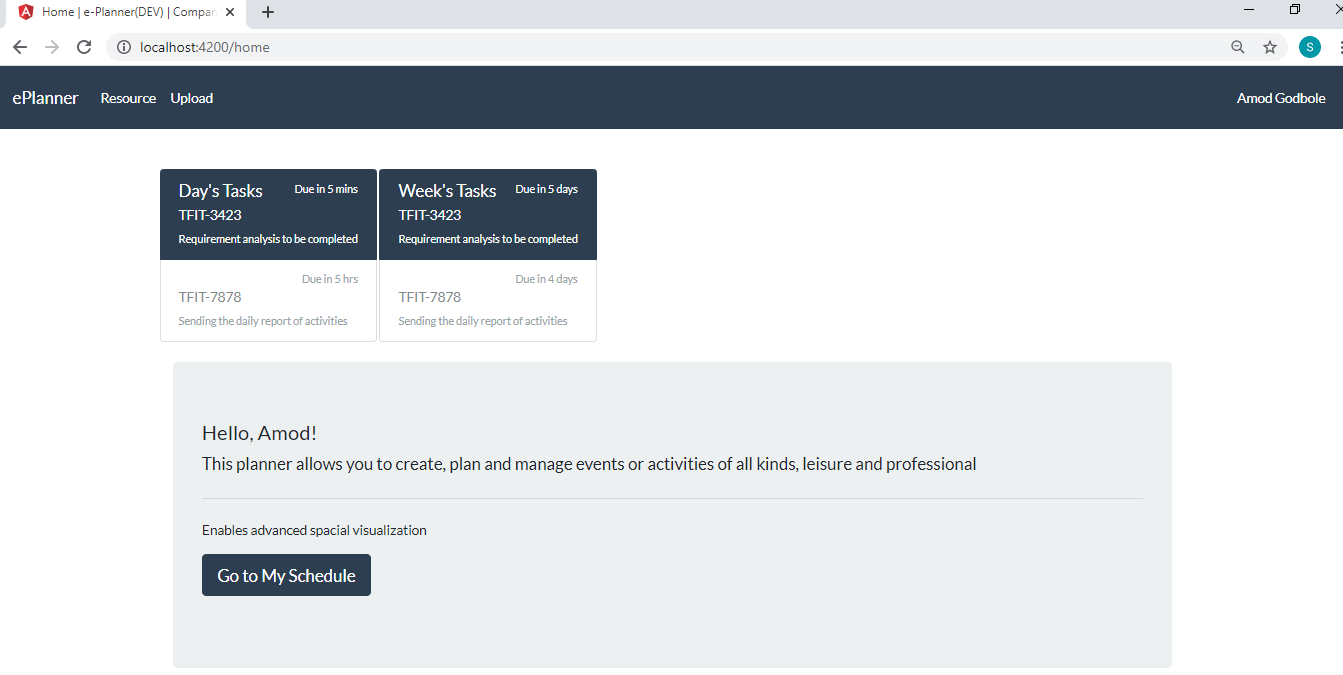 Home | e-Planner(DEV) | Compan
localhost:4200/home
S
ePlanner Resource Upload Amod Godbole
Day's Tasks Due in 5 mins
TFIT-3423
Requirement analysis to be completed
Due in 5 hrs
TFIT-7878
Sending the daily report of activities
Week's Tasks Due in 5 days
TFIT-3423
Requirement analysis to be completed
Due in 4 days
TFIT-7878
Sending the daily report of activities
Hello, Amod!
This planner allows you to create, plan and manage events or activities of all kinds, leisure and professional
Enables advanced spacial visualization
Go to My Schedule